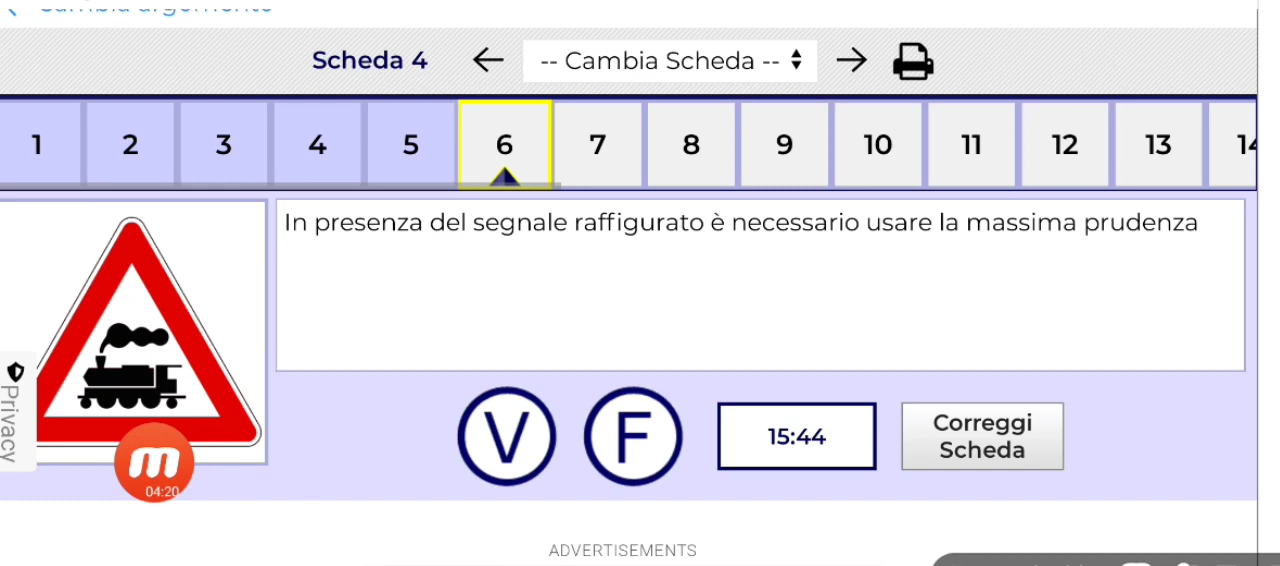 Scheda 4
-- Cambia Scheda --
1 2 3 4 5 6 7 8 9 10 11 12 13 14
In presenza del segnale raffigurato è necessario usare la massima prudenza
Privacy
V F
15:44
Correggi
Scheda
m
04:20
ADVERTISEMENTS